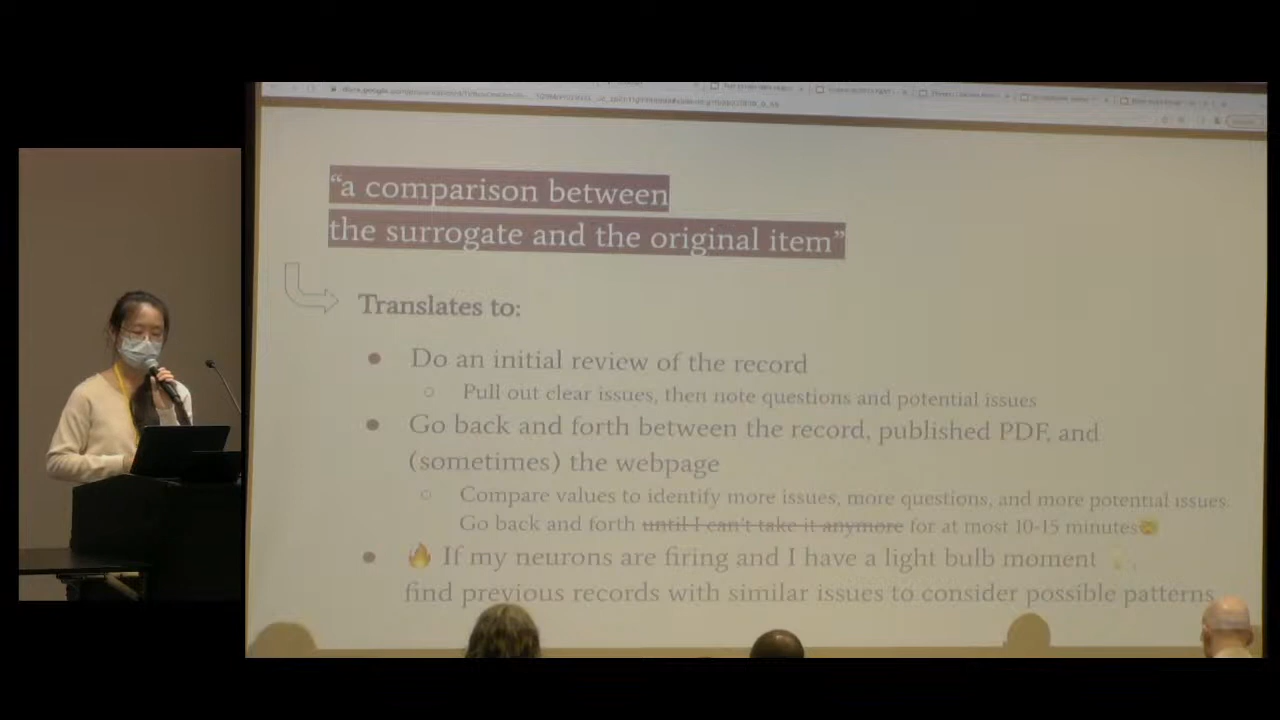 “a comparison between
the surrogate and the original item”
Translates to:
● Do an initial review of the record
○ Pull out clear issues, then note questions and potential issues
● Go back and forth between the record, published PDF, and
(sometimes) the webpage
○ Compare values to identify more issues, more questions, and more potential issues.
Go back and forth until I can't take it anymore for at most 10-15 minutes
● 🔥 If my neurons are firing and I have a light bulb moment
find previous records with similar issues to consider possible patterns